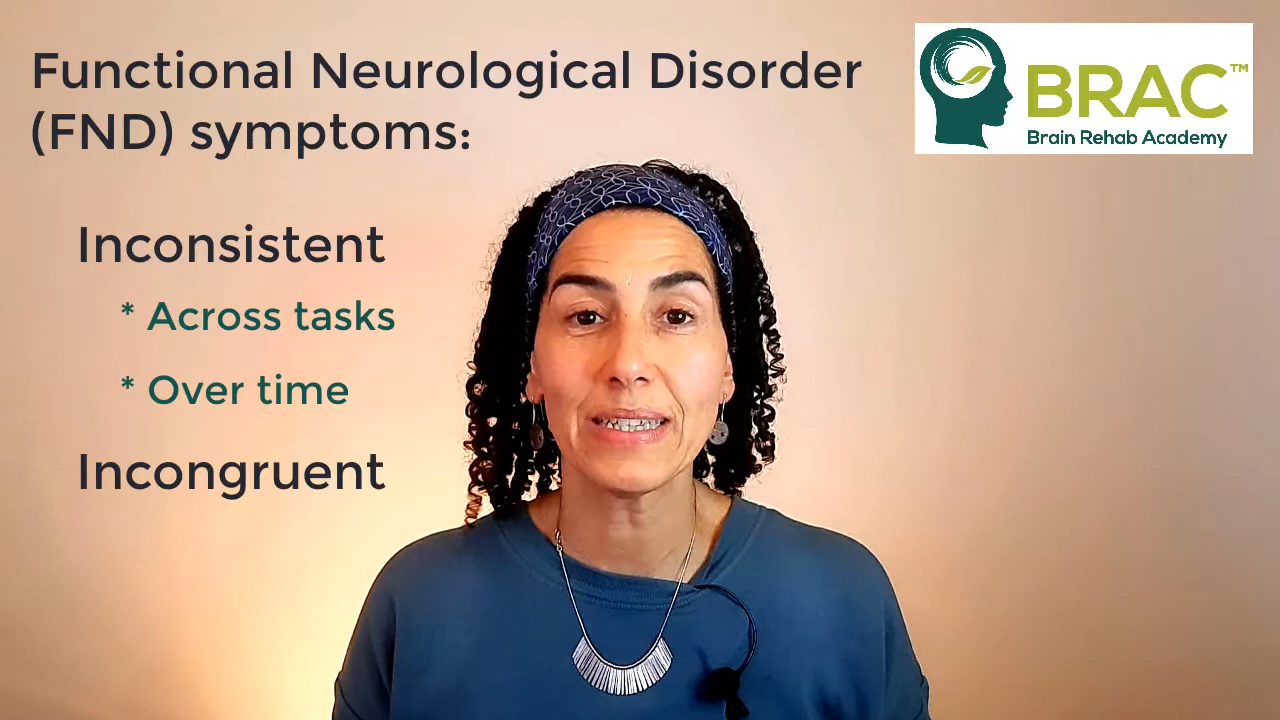 Functional Neurological Disorder
(FND) symptoms:
BRAC™
Brain Rehab Academy
Inconsistent
* Across tasks
* Over time
Incongruent